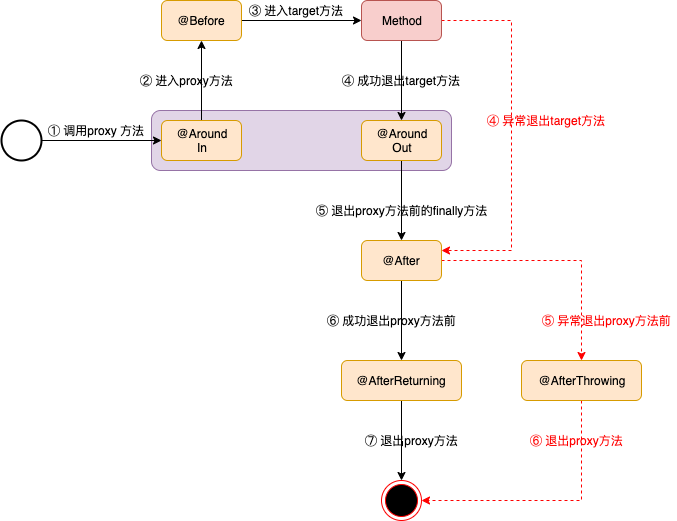 @Before
③ 进入target方法
Method
② 进入proxy方法
④ 成功退出target方法
④ 异常退出target方法
① 调用proxy 方法
@Around
In
@Around
Out
⑤ 退出proxy方法前的finally方法
@After
⑥ 成功退出proxy方法前
⑤ 异常退出proxy方法前
@AfterReturning
@AfterThrowing
⑦ 退出proxy方法
⑥ 退出proxy方法